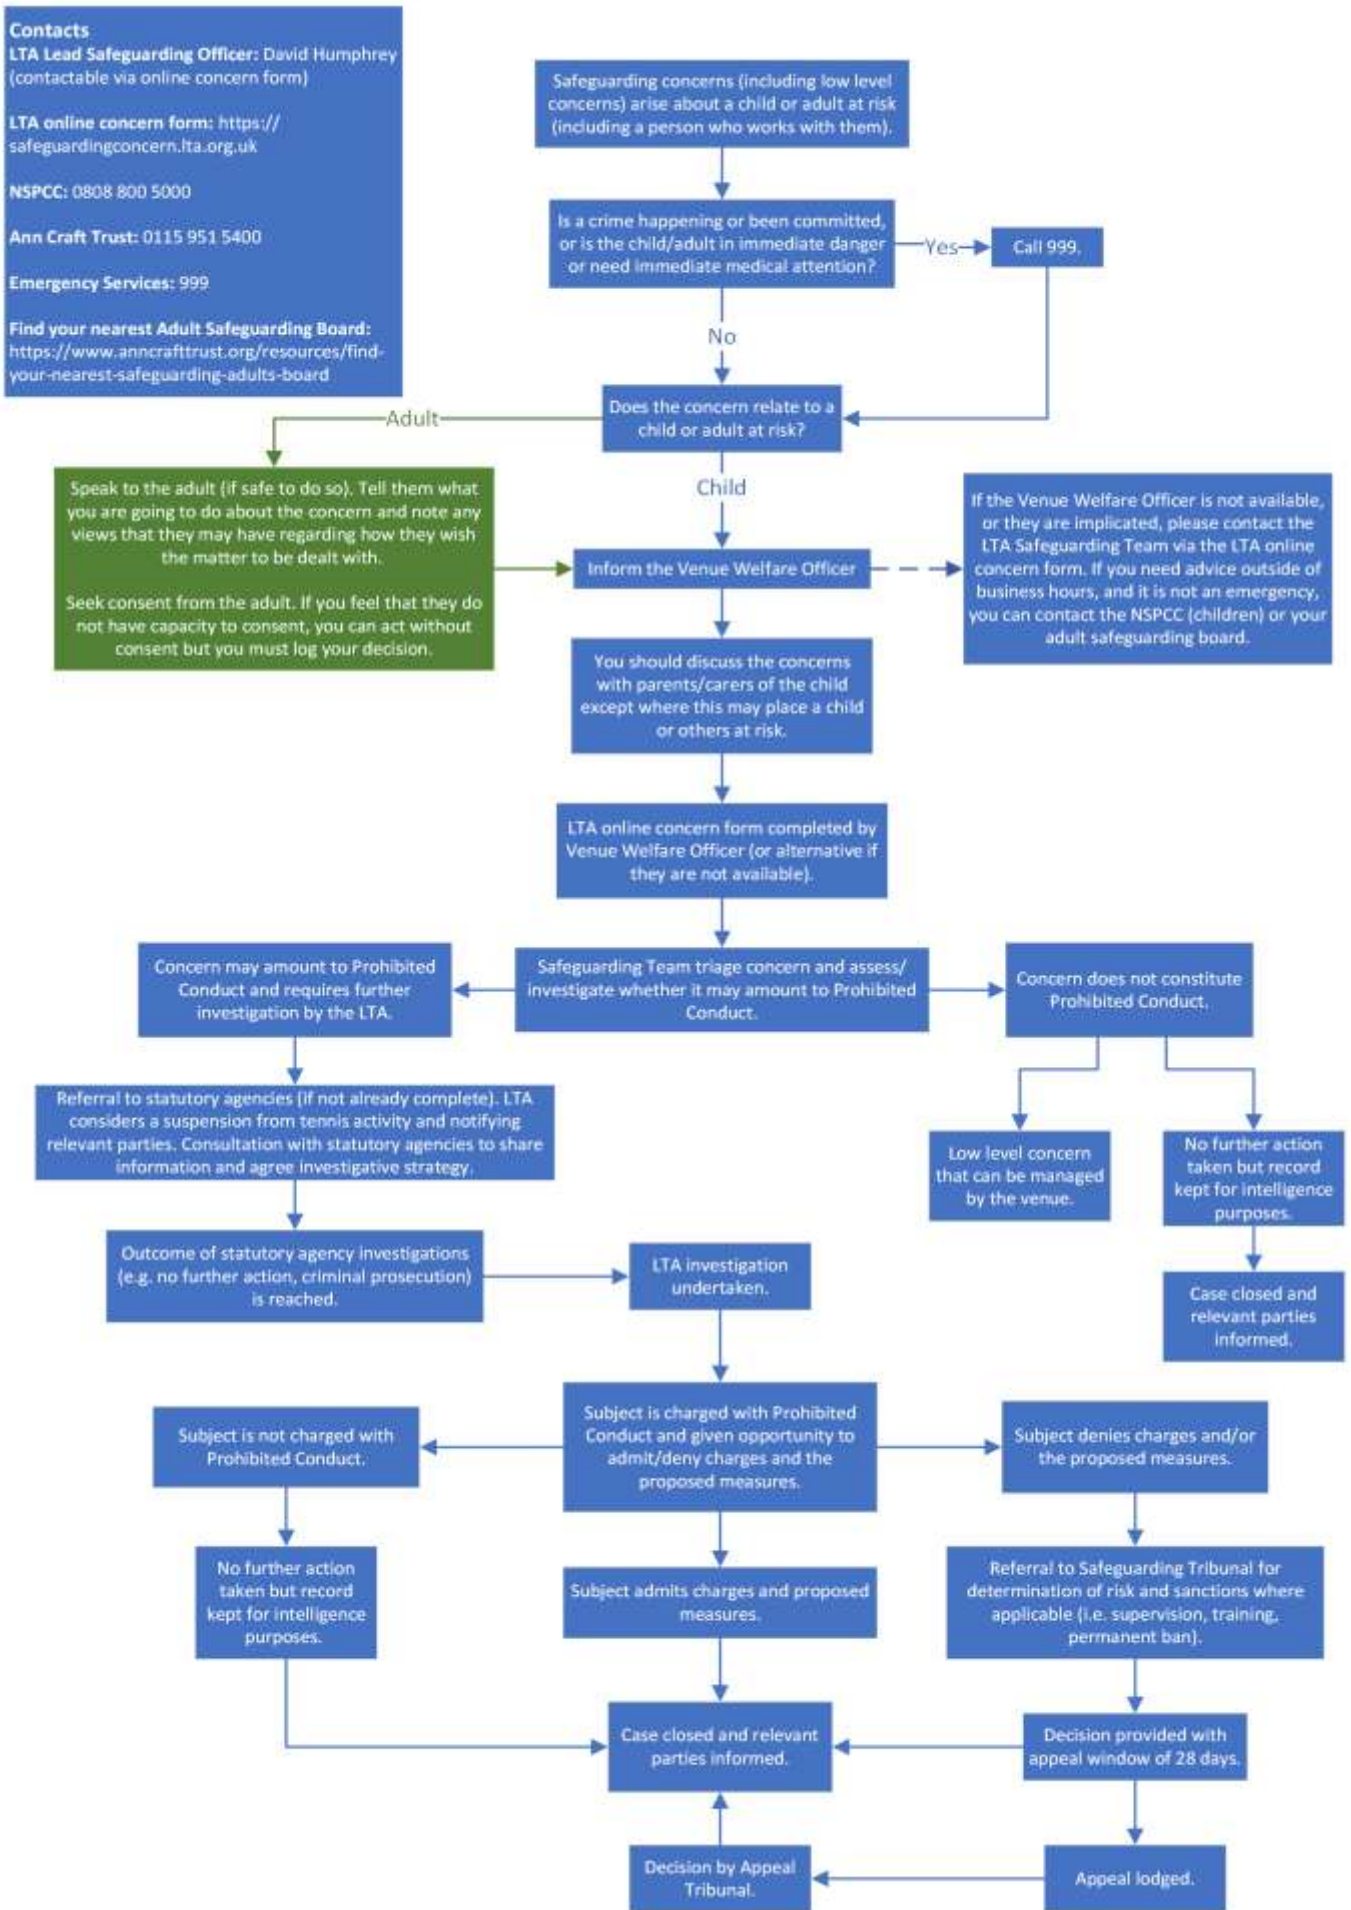 Contacts
LTA Lead Safeguarding Officer: David Humphrey
(contactable via online concern form)
LTA online concern form: https://
safeguardingconcern.lta.org.uk
NSPCC: 0808 800 5000
Ann Craft Trust: 0115 951 5400
Emergency Services: 999
Find your nearest Adult Safeguarding Board:
https://www.anncrafttrust.org/resources/find-
your-nearest-safeguarding-adults-board
Safeguarding concerns (including low level
concerns) arise about a child or adult at risk
(including a person who works with them).
Is a crime happening or been committed,
or is the child/adult in immediate danger
or need immediate medical attention?
Yes
Call 999.
No
Does the concern relate to a
child or adult at risk?
Adult
Child
Speak to the adult (if safe to do so). Tell them what
you are going to do about the concern and note any
views that they may have regarding how they wish
the matter to be dealt with.
Seek consent from the adult. If you feel that they do
not have capacity to consent, you can act without
consent but you must log your decision.
Inform the Venue Welfare Officer
If the Venue Welfare Officer is not available,
or they are implicated, please contact the
LTA Safeguarding Team via the LTA online
concern form. If you need advice outside of
business hours, and it is not an emergency,
you can contact the NSPCC (children) or your
adult safeguarding board.
You should discuss the concerns
with parents/carers of the child
except where this may place a child
or others at risk.
LTA online concern form completed by
Venue Welfare Officer (or alternative if
they are not available).
Safeguarding Team triage concern and assess/
investigate whether it may amount to Prohibited
Conduct.
Concern may amount to Prohibited
Conduct and requires further
investigation by the LTA.
Concern does not constitute
Prohibited Conduct.
Referral to statutory agencies (if not already complete). LTA
considers a suspension from tennis activity and notifying
relevant parties. Consultation with statutory agencies to share
information and agree investigative strategy.
Low level concern
that can be managed
by the venue.
No further action
taken but record
kept for intelligence
purposes.
Outcome of statutory agency investigations
(e.g. no further action, criminal prosecution)
is reached.
LTA investigation
undertaken.
Case closed and
relevant parties
informed.
Subject is not charged with
Prohibited Conduct.
Subject is charged with Prohibited
Conduct and given opportunity to
admit/deny charges and the
proposed measures.
Subject denies charges and/or
the proposed measures.
No further action
taken but record
kept for intelligence
purposes.
Subject admits charges and proposed
measures.
Referral to Safeguarding Tribunal for
determination of risk and sanctions where
applicable (i.e. supervision, training,
permanent ban).
Case closed and relevant
parties informed.
Decision provided with
appeal window of 28 days.
Decision by Appeal
Tribunal.
Appeal lodged.